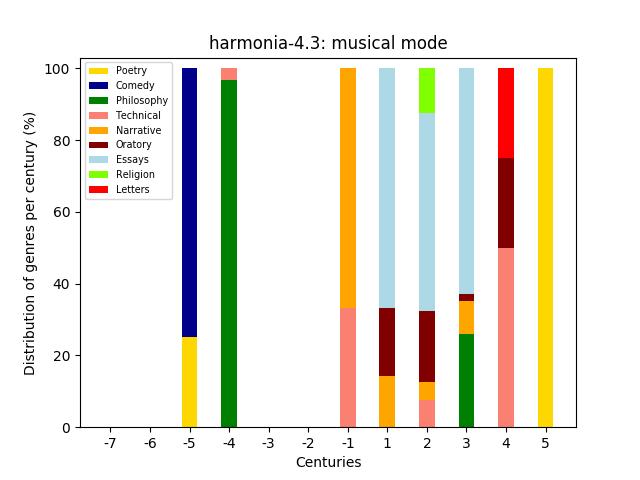 harmonia-4.3: musical mode
Distribution of genres per century (%)
100
80
60
40
20
0
Poetry
Comedy
Philosophy
Technical
Narrative
Oratory
Essays
Religion
Letters
-7 -6 -5 -4 -3 -2 -1 1 2 3 4 5
Centuries